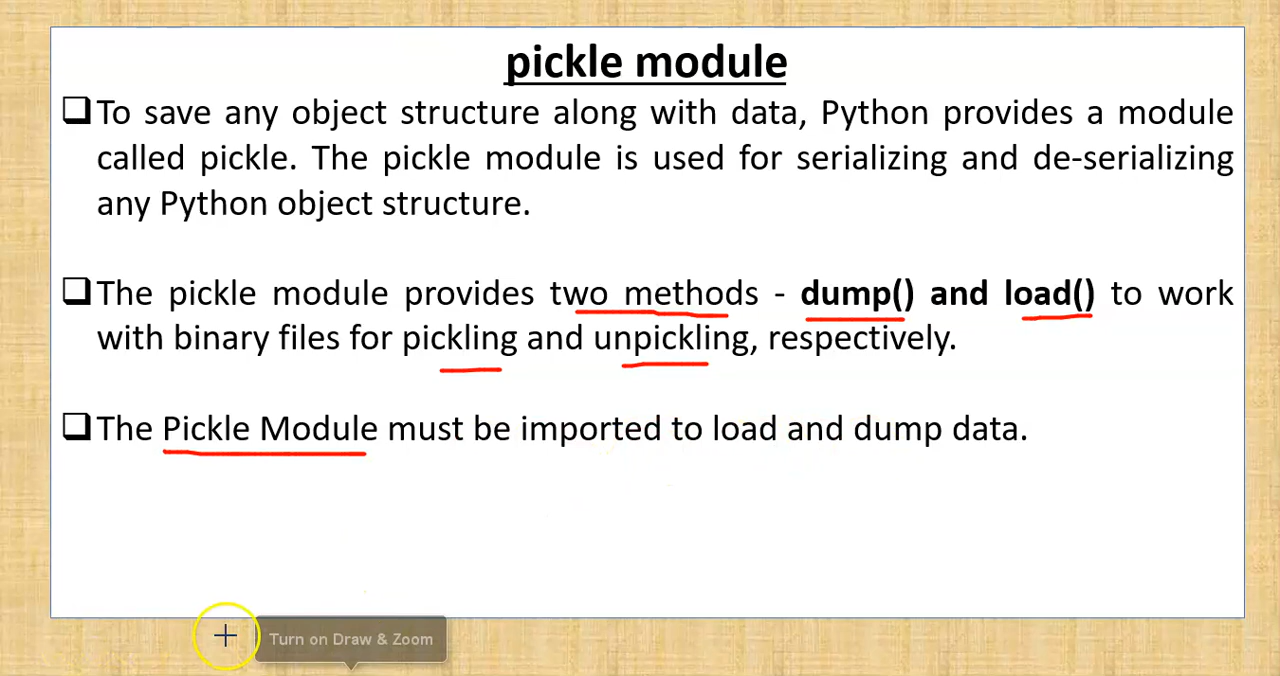 pickle module
❑To save any object structure along with data, Python provides a module
called pickle. The pickle module is used for serializing and de-serializing
any Python object structure.
❑The pickle module provides two methods - dump() and load() to work
with binary files for pickling and unpickling, respectively.
❑The Pickle Module must be imported to load and dump data.
Turn on Draw & Zoom